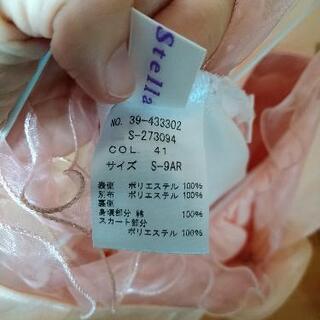 Stella
NO. 39-433302
S-273094
COL 41
サイズ S-9AR
表地 ポリエステル 100%
別布 ポリエステル 100%
裏地
身頃部分 綿 100%
スカート部分
ポリエステル 100%